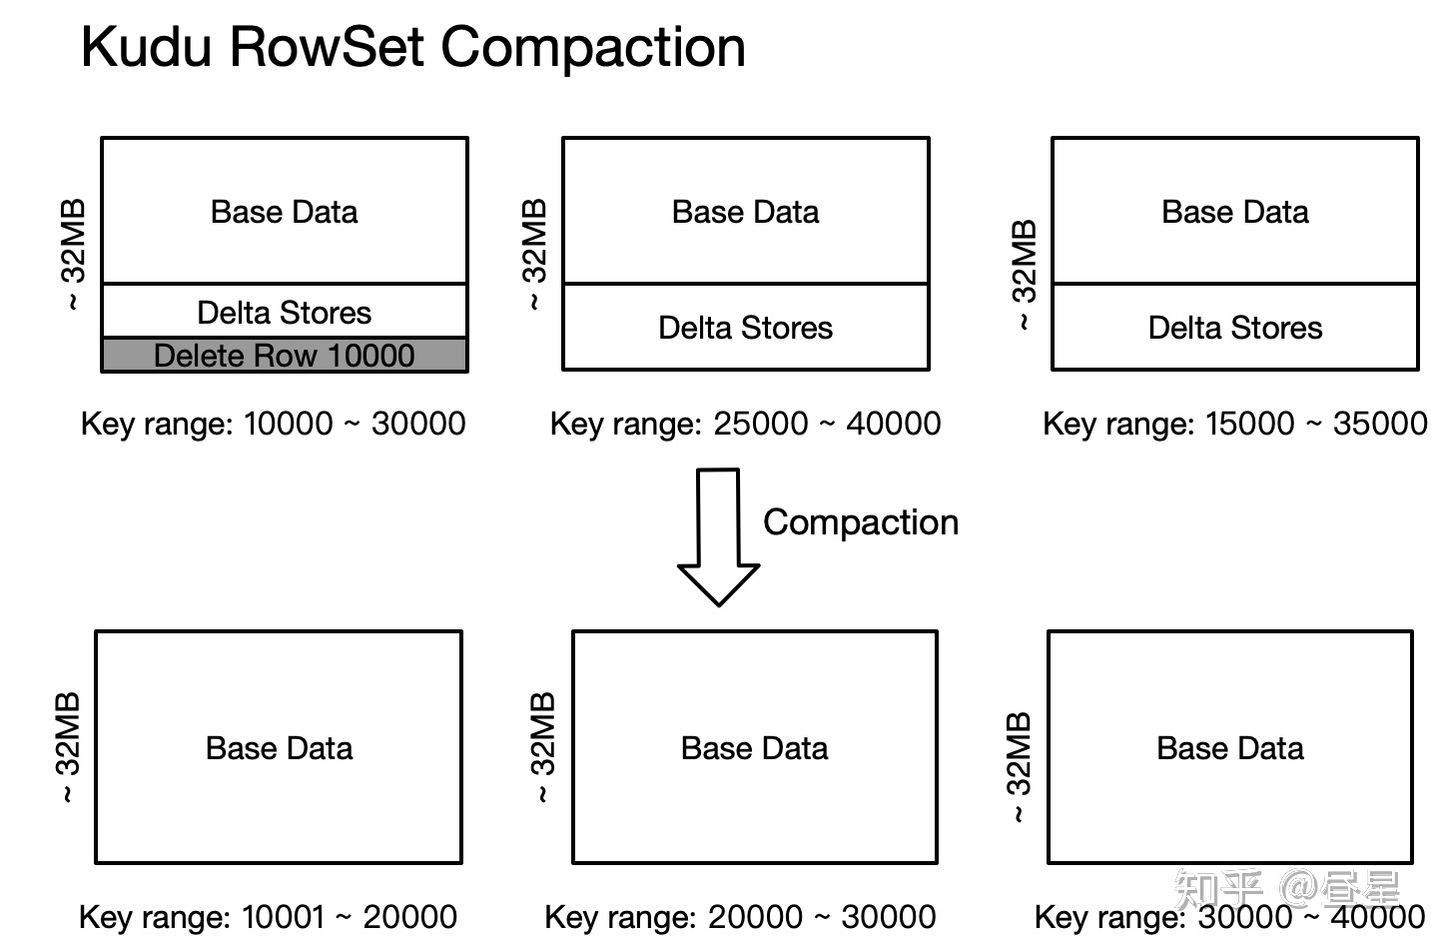 Kudu RowSet Compaction
~ 32MB
Base Data
Delta Stores
Delete Row 10000
Key range: 10000 ~ 30000
~ 32MB
Base Data
Delta Stores
Key range: 25000 ~ 40000
~ 32MB
Base Data
Delta Stores
Key range: 15000 ~ 35000
Compaction
~ 32MB
Base Data
Key range: 10001 ~ 20000
~ 32MB
Base Data
Key range: 20000 ~ 30000
~ 32MB
Base Data
Key range: 30000 ~ 40000
知乎 @昼星